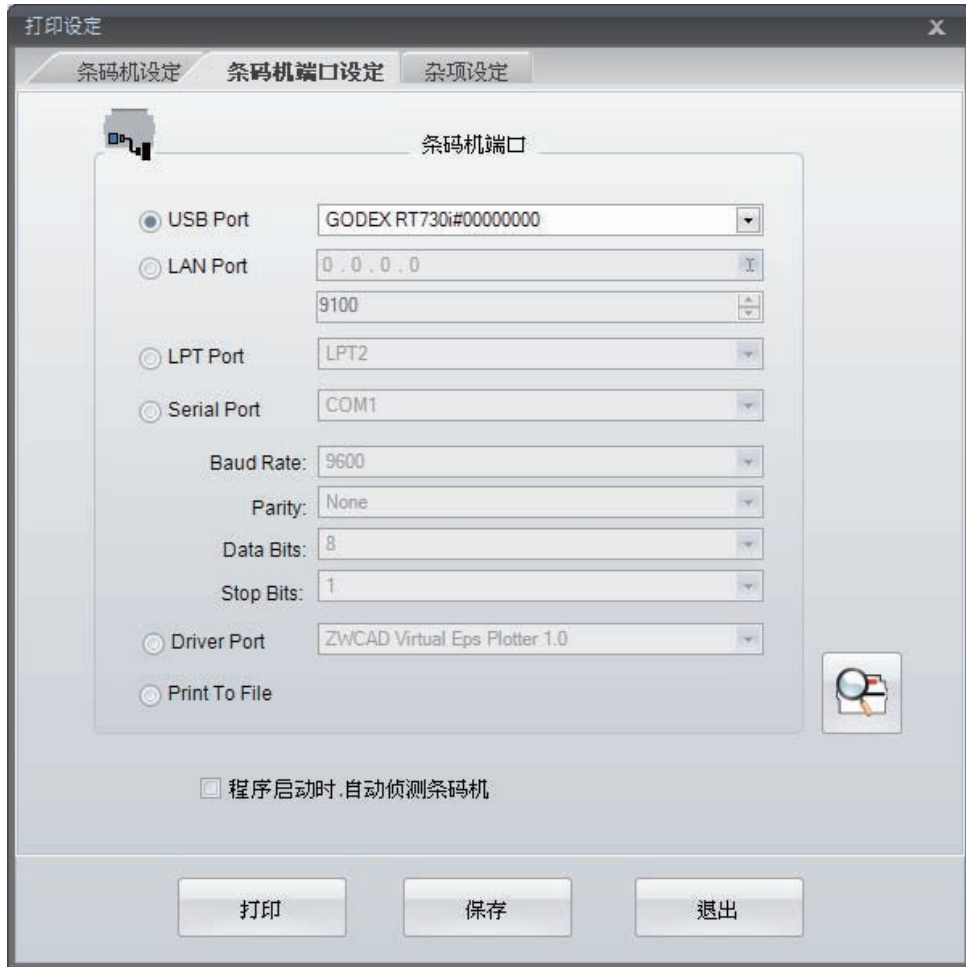 打印设定
X
条码机设定 条码机端口设定 杂项设定
条码机端口
USB Port GODEX RT730i#00000000
LAN Port 0 . 0 . 0 . 0
9100
LPT Port LPT2
Serial Port COM1
Baud Rate: 9600
Parity: None
Data Bits: 8
Stop Bits: 1
Driver Port ZWCAD Virtual Eps Plotter 1.0
Print To File
程序启动时,自动侦测条码机
打印 保存 退出